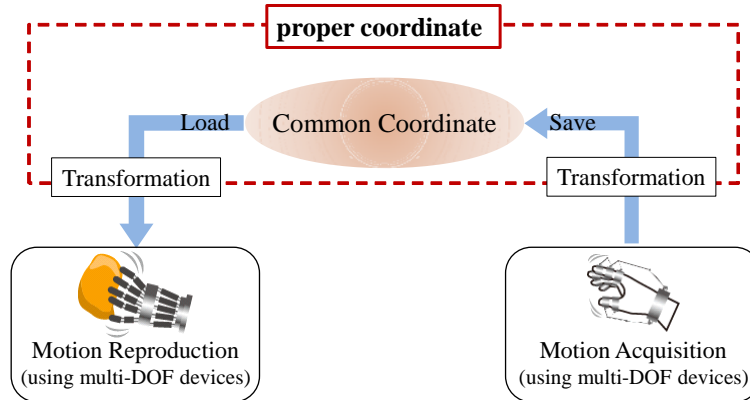 proper coordinate
Load
Common Coordinate
Save
Transformation
Transformation
Motion Reproduction
(using multi-DOF devices)
Motion Acquisition
(using multi-DOF devices)